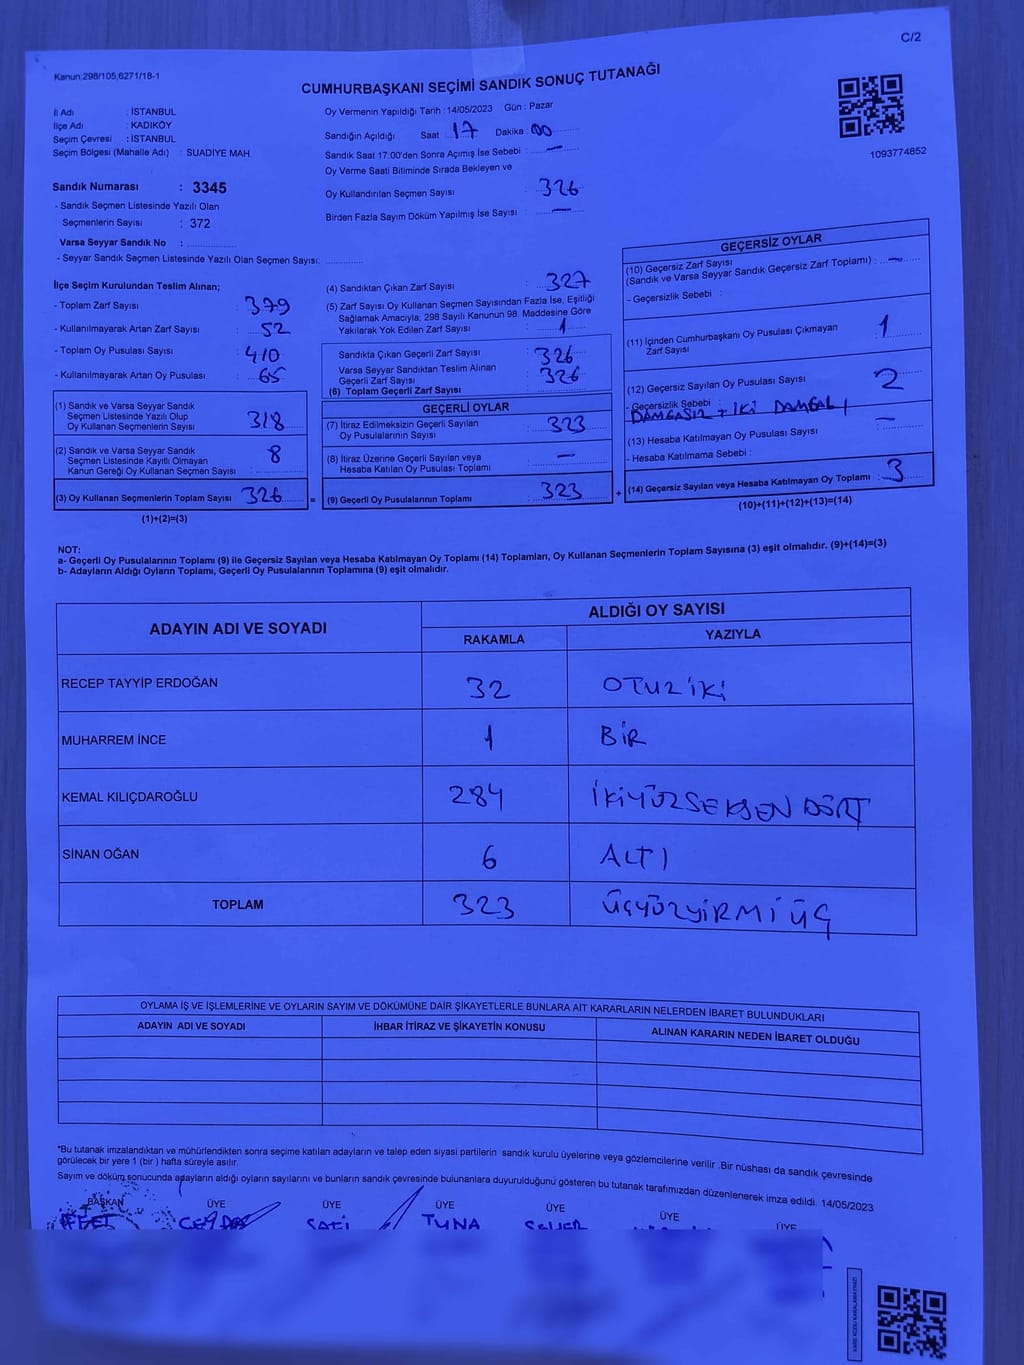 C/2
Kanun:298/105;6271/18-1
CUMHURBAŞKANI SEÇİMİ SANDIK SONUÇ TUTANAĞI
İl Adı : İSTANBUL
İlçe Adı : KADIKÖY
Seçim Çevresi : İSTANBUL
Seçim Bölgesi (Mahalle Adı) : SUADİYE MAH.
Sandık Numarası : 3345
- Sandık Seçmen Listesinde Yazılı Olan
Seçmenlerin Sayısı : 372
Varsa Seyyar Sandık No :
- Seyyar Sandık Seçmen Listesinde Yazılı Olan Seçmen Sayısı:
Oy Vermenin Yapıldığı Tarih : 14/05/2023 Gün : Pazar
Sandığın Açıldığı Saat : 17 Dakika : 00
Sandık Saat 17:00'den Sonra Açımış İse Sebebi : —
Oy Verme Saati Bitiminde Sırada Bekleyen ve
Oy Kullandırılan Seçmen Sayısı : 326
Birden Fazla Sayım Döküm Yapılmış İse Sayısı : —
1093774852
İlçe Seçim Kurulundan Teslim Alınan;
- Toplam Zarf Sayısı : 379
- Kullanılmayarak Artan Zarf Sayısı : 52
- Toplam Oy Pusulası Sayısı : 410
- Kullanılmayarak Artan Oy Pusulası : 65
(1) Sandık ve Varsa Seyyar Sandık
Seçmen Listesinde Yazılı Olup
Oy Kullanan Seçmenlerin Sayısı : 318
(2) Sandık ve Varsa Seyyar Sandık
Seçmen Listesinde Kayıtlı Olmayan
Kanun Gereği Oy Kullanan Seçmen Sayısı : 8
(3) Oy Kullanan Seçmenlerin Toplam Sayısı : 326
(1)+(2)=(3)
(4) Sandıktan Çıkan Zarf Sayısı : 327
(5) Zarf Sayısı Oy Kullanan Seçmen Sayısından Fazla İse, Eşitliği
Sağlamak Amacıyla; 298 Sayılı Kanunun 98. Maddesine Göre
Yakılarak Yok Edilen Zarf Sayısı : 1
Sandıkta Çıkan Geçerli Zarf Sayısı : 326
Varsa Seyyar Sandıktan Teslim Alınan
Geçerli Zarf Sayısı : 326
(6) Toplam Geçerli Zarf Sayısı :
GEÇERLİ OYLAR
(7) İtiraz Edilmeksizin Geçerli Sayılan
Oy Pusulalarının Sayısı : 323
(8) İtiraz Üzerine Geçerli Sayılan veya
Hesaba Katılan Oy Pusulası Toplamı : —
= (9) Geçerli Oy Pusulalarının Toplamı : 323 +
GEÇERSİZ OYLAR
(10) Geçersiz Zarf Sayısı
(Sandık ve Varsa Seyyar Sandık Geçersiz Zarf Toplamı) : —
- Geçersizlik Sebebi :
(11) İçinden Cumhurbaşkanı Oy Pusulası Çıkmayan
Zarf Sayısı : 1
(12) Geçersiz Sayılan Oy Pusulası Sayısı : 2
- Geçersizlik Sebebi :
DAMGASIZ + İKİ DAMGALI
(13) Hesaba Katılmayan Oy Pusulası Sayısı : —
- Hesaba Katılmama Sebebi :
(14) Geçersiz Sayılan veya Hesaba Katılmayan Oy Toplamı : 3
(10)+(11)+(12)+(13)=(14)
NOT:
a- Geçerli Oy Pusulalarının Toplamı (9) ile Geçersiz Sayılan veya Hesaba Katılmayan Oy Toplamı (14) Toplamları, Oy Kullanan Seçmenlerin Toplam Sayısına (3) eşit olmalıdır. (9)+(14)=(3)
b- Adayların Aldığı Oyların Toplamı, Geçerli Oy Pusulalarının Toplamına (9) eşit olmalıdır.
ADAYIN ADI VE SOYADI ALDIĞI OY SAYISI
RAKAMLA YAZIYLA
RECEP TAYYİP ERDOĞAN 32 OTUZ İKİ
MUHARREM İNCE 1 BİR
KEMAL KILIÇDAROĞLU 284 İKİYÜZSEKSEN DÖRT
SİNAN OĞAN 6 ALTI
TOPLAM 323 ÜÇYÜZYİRMİ ÜÇ
OYLAMA İŞ VE İŞLEMLERİNE VE OYLARIN SAYIM VE DÖKÜMÜNE DAİR ŞİKAYETLERLE BUNLARA AİT KARARLARIN NELERDEN İBARET BULUNDUKLARI
ADAYIN ADI VE SOYADI İHBAR İTİRAZ VE ŞİKAYETİN KONUSU ALINAN KARARIN NEDEN İBARET OLDUĞU
*Bu tutanak imzalandıktan ve mühürlendikten sonra seçime katılan adayların ve talep eden siyasi partilerin sandık kurulu üyelerine veya gözlemcilerine verilir .Bir nüshası da sandık çevresinde
görülecek bir yere 1 (bir ) hafta süreyle asılır.
Sayım ve döküm sonucunda adayların aldığı oyların sayılarını ve bunların sandık çevresinde bulunanlara duyurulduğunu gösteren bu tutanak tarafımızdan düzenlenerek imza edildi. 14/05/2023
BAŞKAN ÜYE ÜYE ÜYE ÜYE ÜYE ÜYE
TUNA SEHER